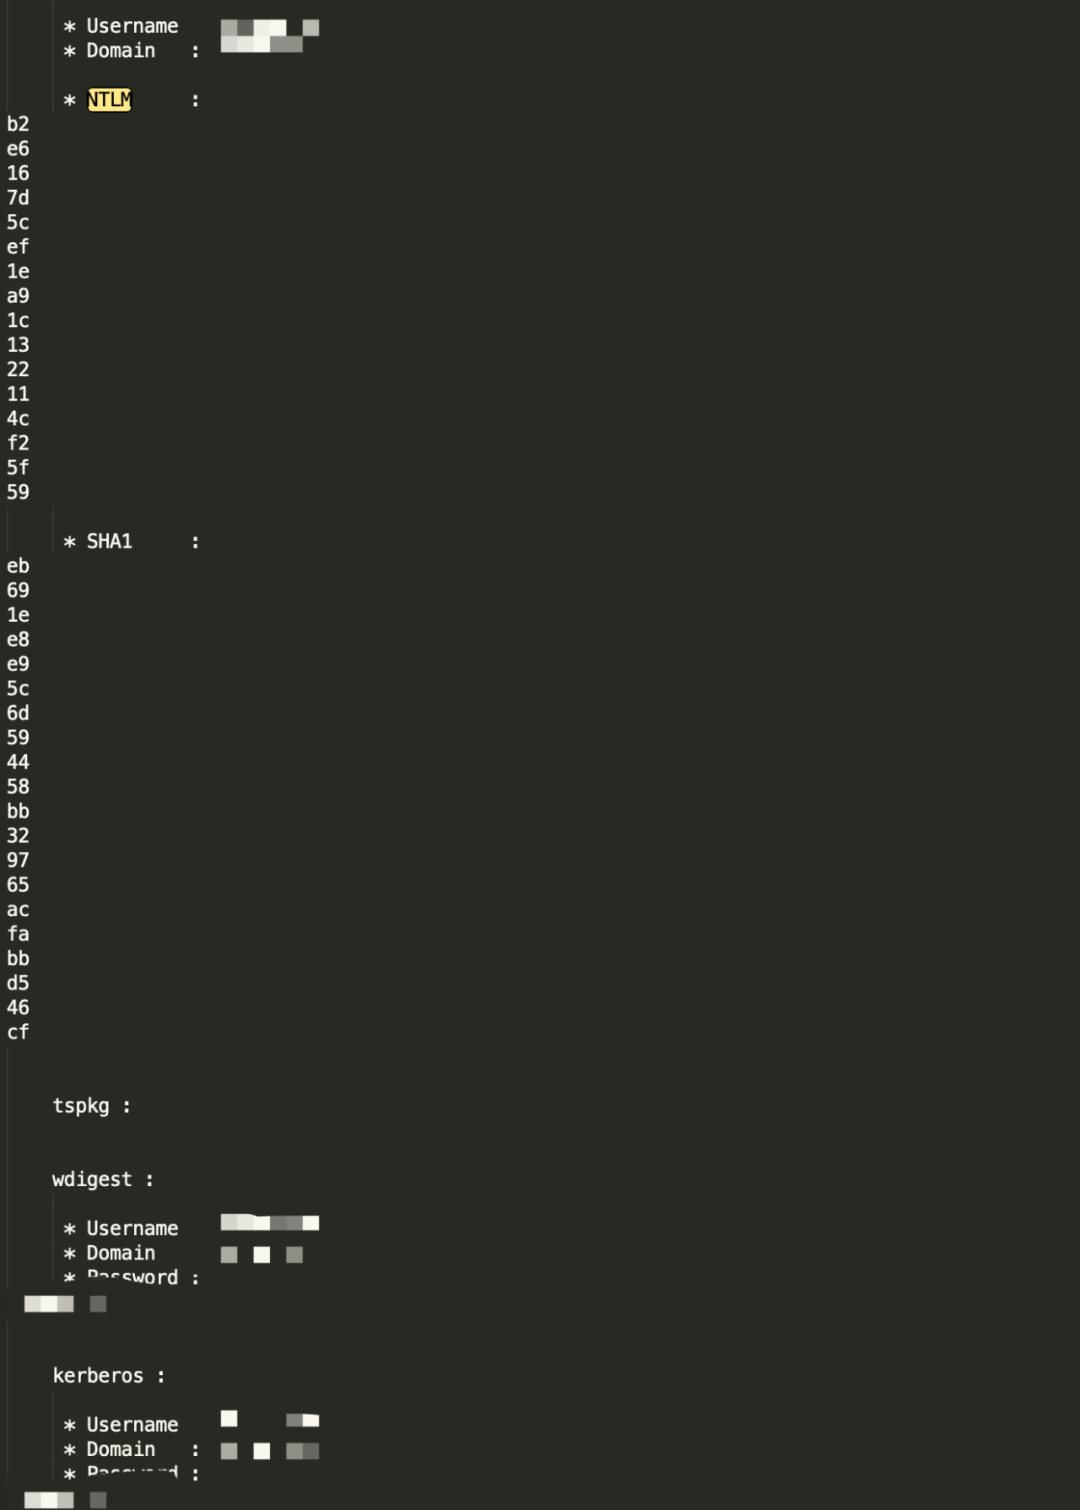 * Username
* Domain :
* NTLM :
b2
e6
16
7d
5c
ef
1e
a9
1c
13
22
11
4c
f2
5f
59
* SHA1 :
eb
69
1e
e8
e9
5c
6d
59
44
58
bb
32
97
65
ac
fa
bb
d5
46
cf
tspkg :
wdigest :
* Username
* Domain
* Password :
kerberos :
* Username
* Domain :
* Password :